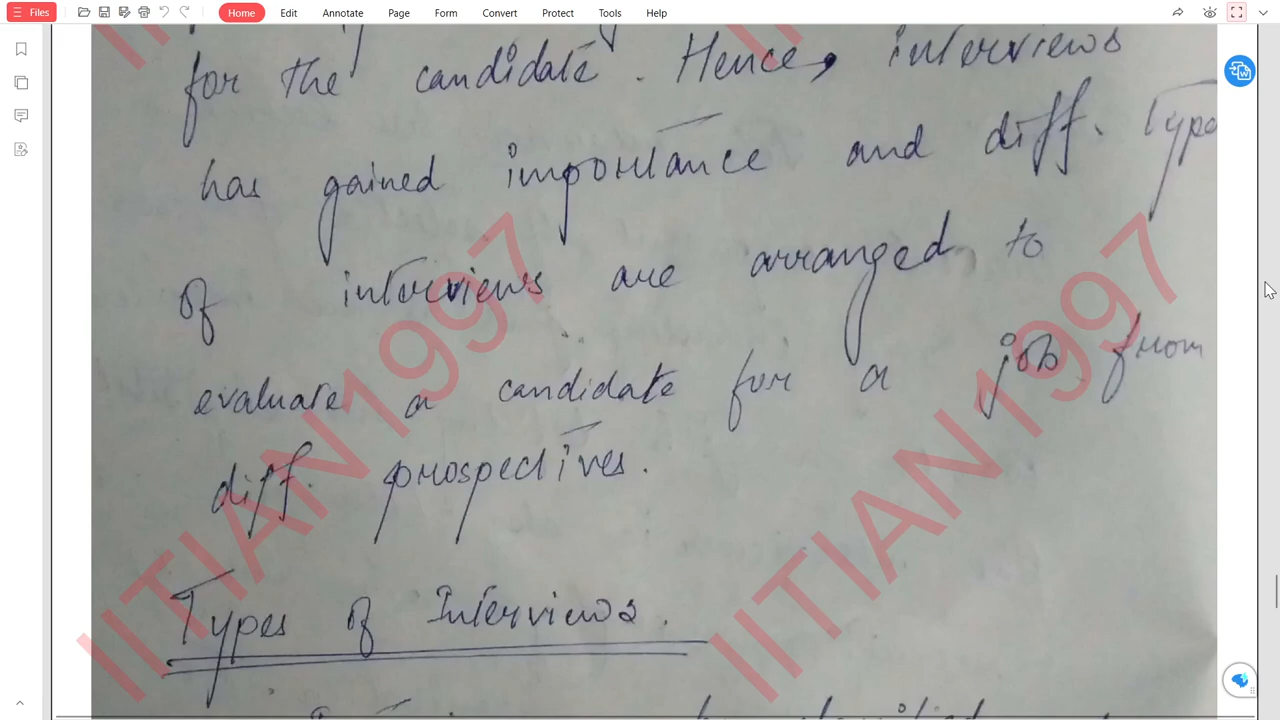 Files
Home
Edit
Annotate
Page
Form
Convert
Protect
Tools
Help
for the candidate. Hence, interviews
has gained importance and diff. Type
of interviews are arranged to
evaluate a candidate for a job from
diff. prospectives.
Types of Interviews.
IITIAN1997
IITIAN1997